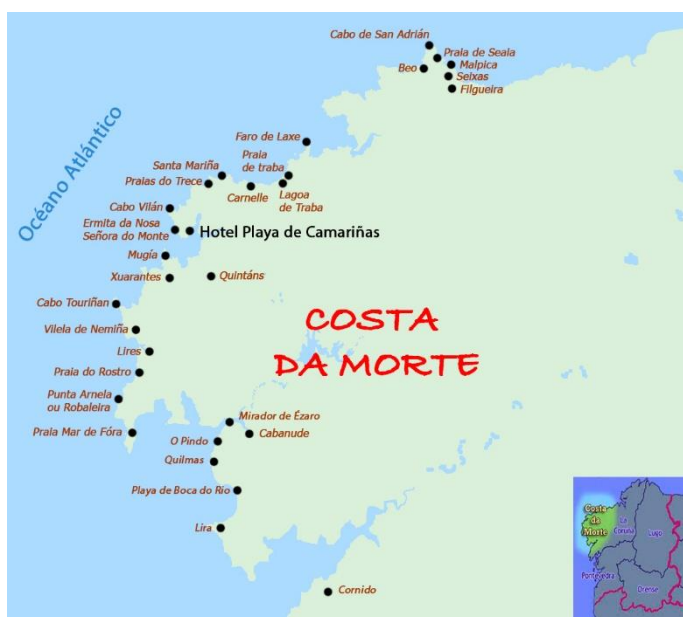 Cabo de San Adrián
Praia de Seaia
Malpica
Beo
Seixas
Filgueira
Océano Atlántico
Faro de Laxe
Praia
de traba
Santa Mariña
Praias do Trece
Carnelle
Lagoa
de Traba
Cabo Vilán
Ermita da Nosa
Señora do Monte
Hotel Playa de Camariñas
Mugía
Xuarantes
Quintáns
Cabo Touriñan
COSTA
DA MORTE
Vilela de Nemiña
Lires
Praia do Rostro
Punta Arnela
ou Robaleira
Praia Mar de Fóra
Mirador de Ézaro
Cabanude
O Pindo
Quilmas
Playa de Boca do Río
Lira
Cornido
Costa
da
Morte
La
Coruña
Lugo
Pontevedra
Orense